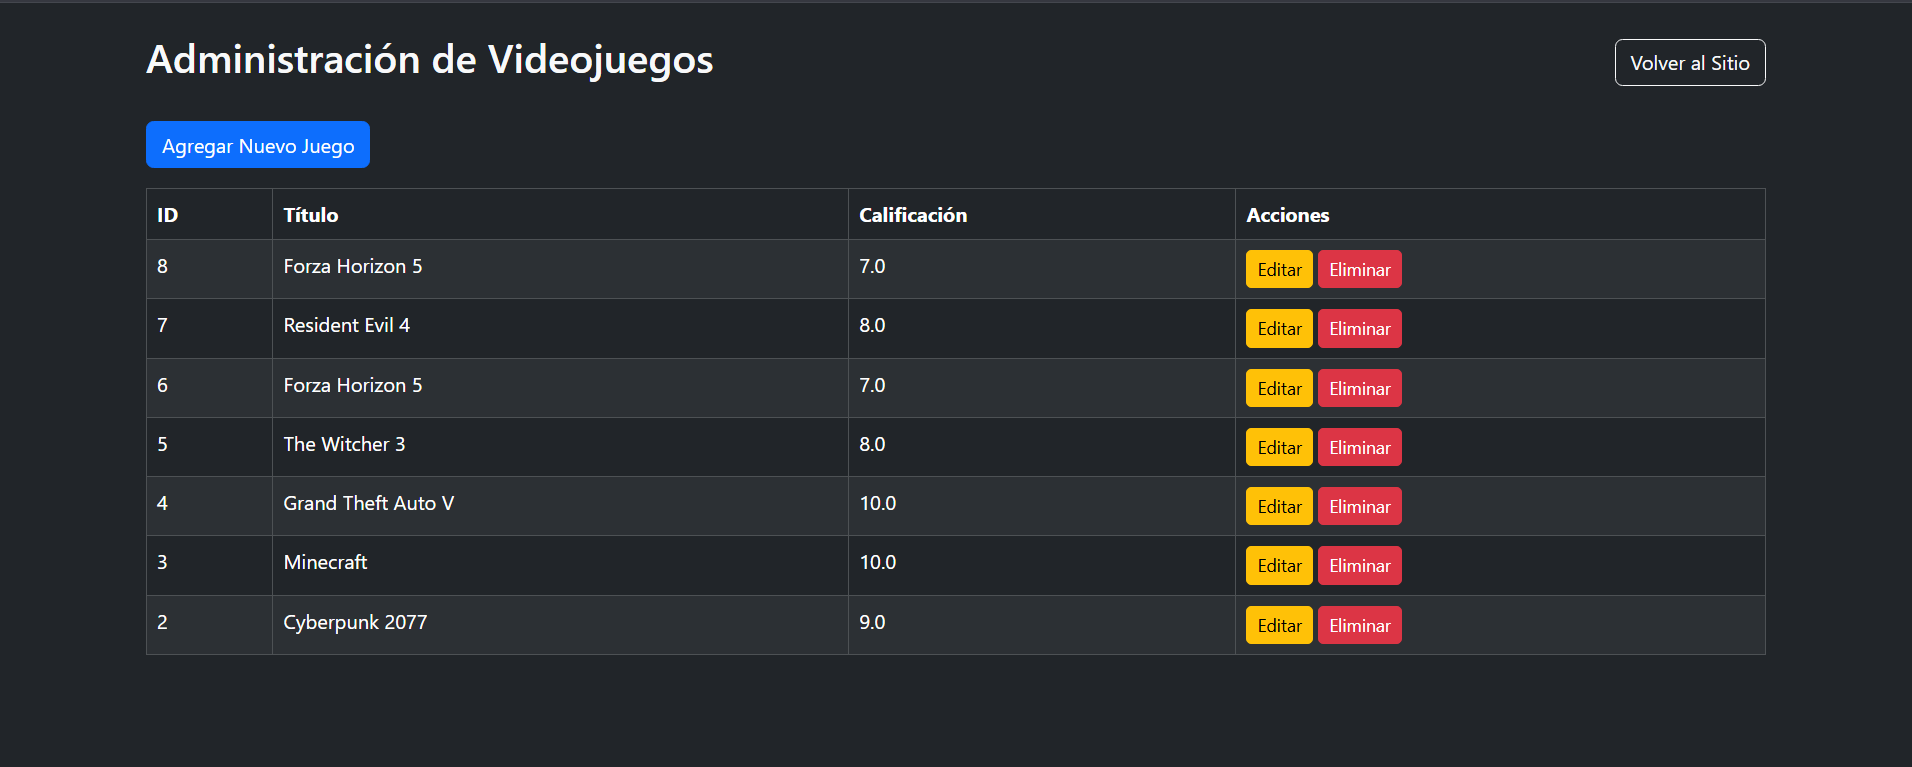 Administración de Videojuegos
Volver al Sitio
Agregar Nuevo Juego
ID Título Calificación Acciones
8 Forza Horizon 5 7.0 Editar Eliminar
7 Resident Evil 4 8.0 Editar Eliminar
6 Forza Horizon 5 7.0 Editar Eliminar
5 The Witcher 3 8.0 Editar Eliminar
4 Grand Theft Auto V 10.0 Editar Eliminar
3 Minecraft 10.0 Editar Eliminar
2 Cyberpunk 2077 9.0 Editar Eliminar